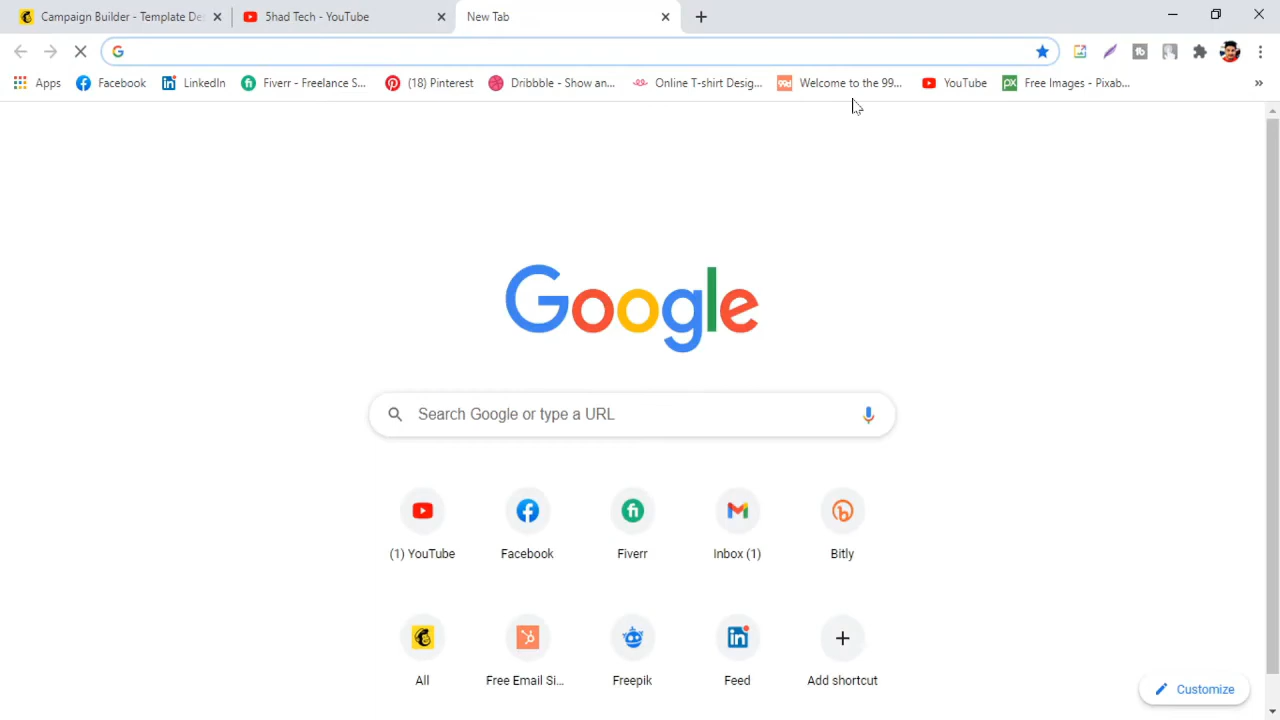 Campaign Builder - Template De
5had Tech - YouTube
New Tab
Apps
Facebook
LinkedIn
Fiverr - Freelance S...
(18) Pinterest
Dribbble - Show an...
Online T-shirt Desig...
Welcome to the 99...
YouTube
Free Images - Pixab...
Google
Search Google or type a URL
(1) YouTube
Facebook
Fiverr
Inbox (1)
Bitly
All
Free Email Si...
Freepik
Feed
Add shortcut
Customize